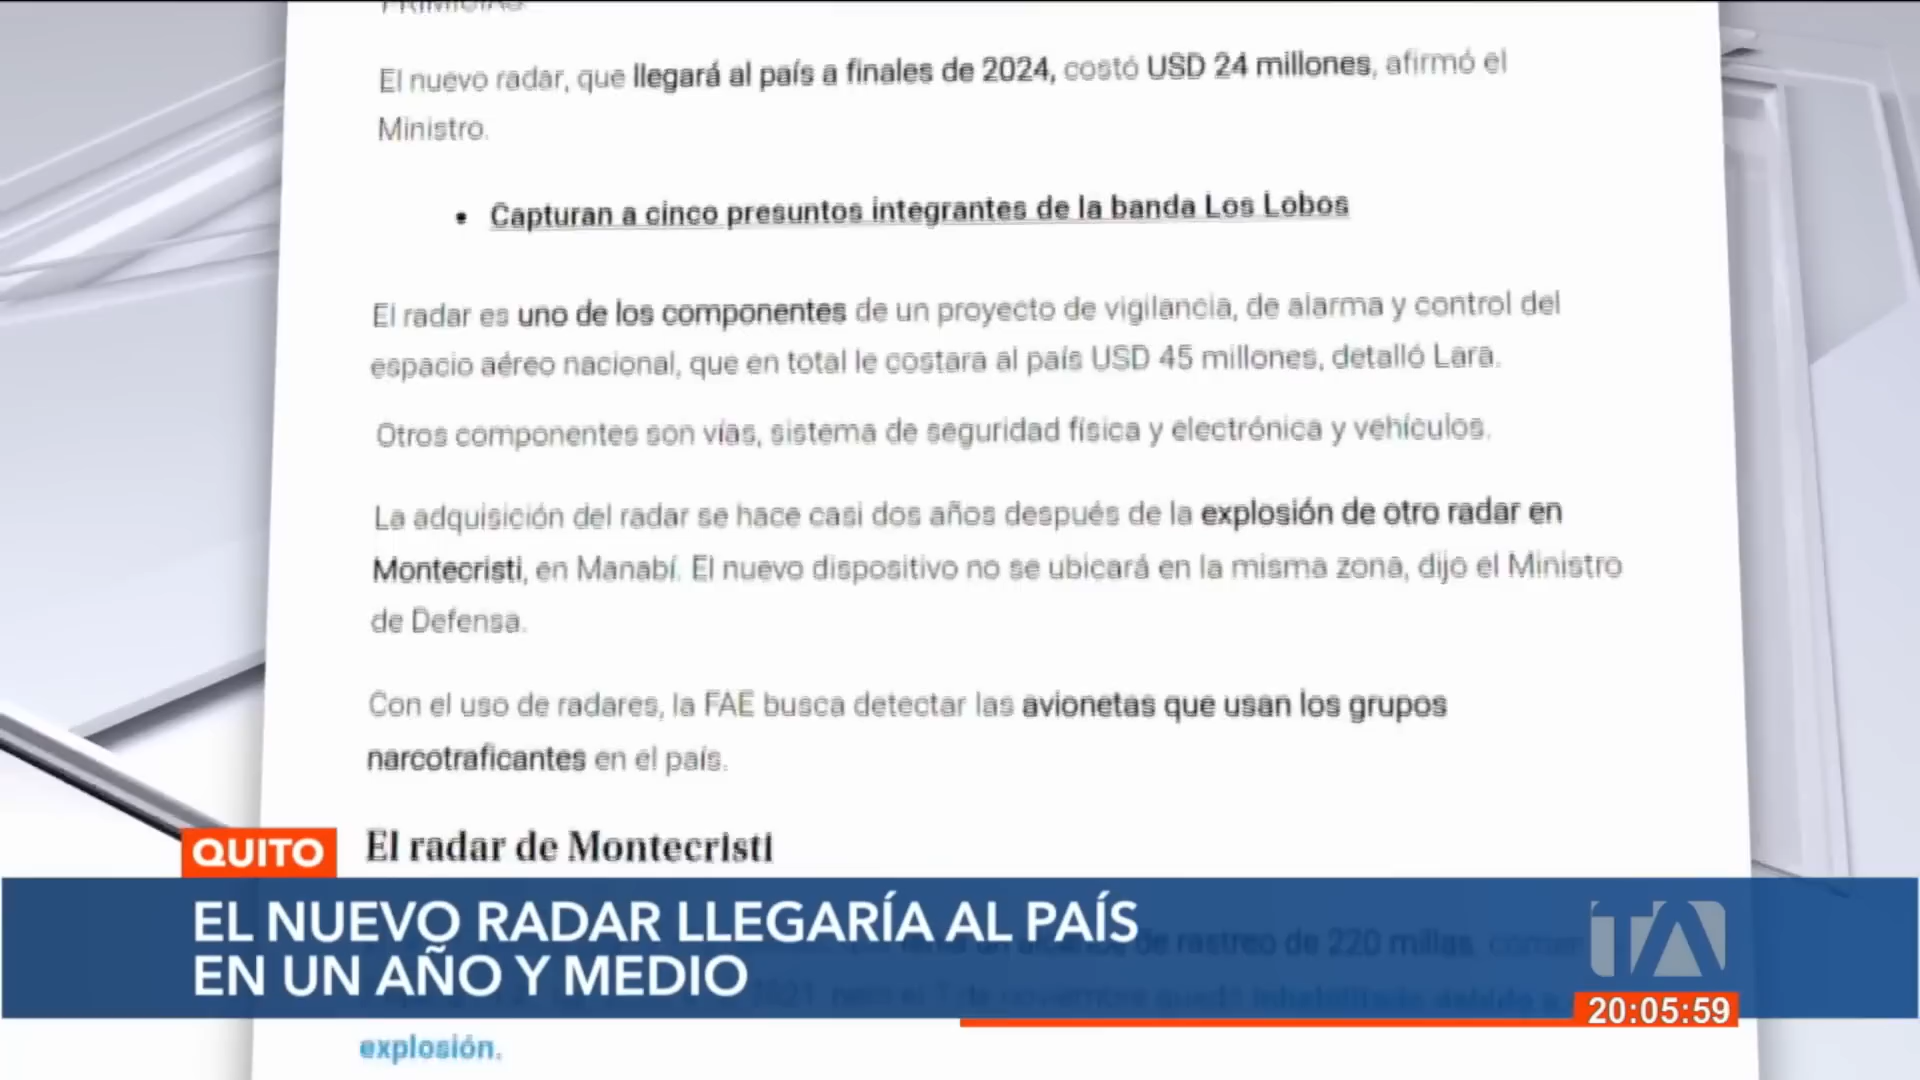 PRIMICIAS
El nuevo radar, que llegará al país a finales de 2024, costó USD 24 millones, afirmó el
Ministro.
• Capturan a cinco presuntos integrantes de la banda Los Lobos
El radar es uno de los componentes de un proyecto de vigilancia, de alarma y control del
espacio aéreo nacional, que en total le costara al país USD 45 millones, detalló Lara.
Otros componentes son vías, sistema de seguridad física y electrónica y vehículos.
La adquisición del radar se hace casi dos años después de la explosión de otro radar en
Montecristi, en Manabí. El nuevo dispositivo no se ubicará en la misma zona, dijo el Ministro
de Defensa.
Con el uso de radares, la FAE busca detectar las avionetas que usan los grupos
narcotraficantes en el país.
QUITO
El radar de Montecristi
EL NUEVO RADAR LLEGARÍA AL PAÍS
EN UN AÑO Y MEDIO
de rastreo de 220 millas
TA
20:05:59
explosión.